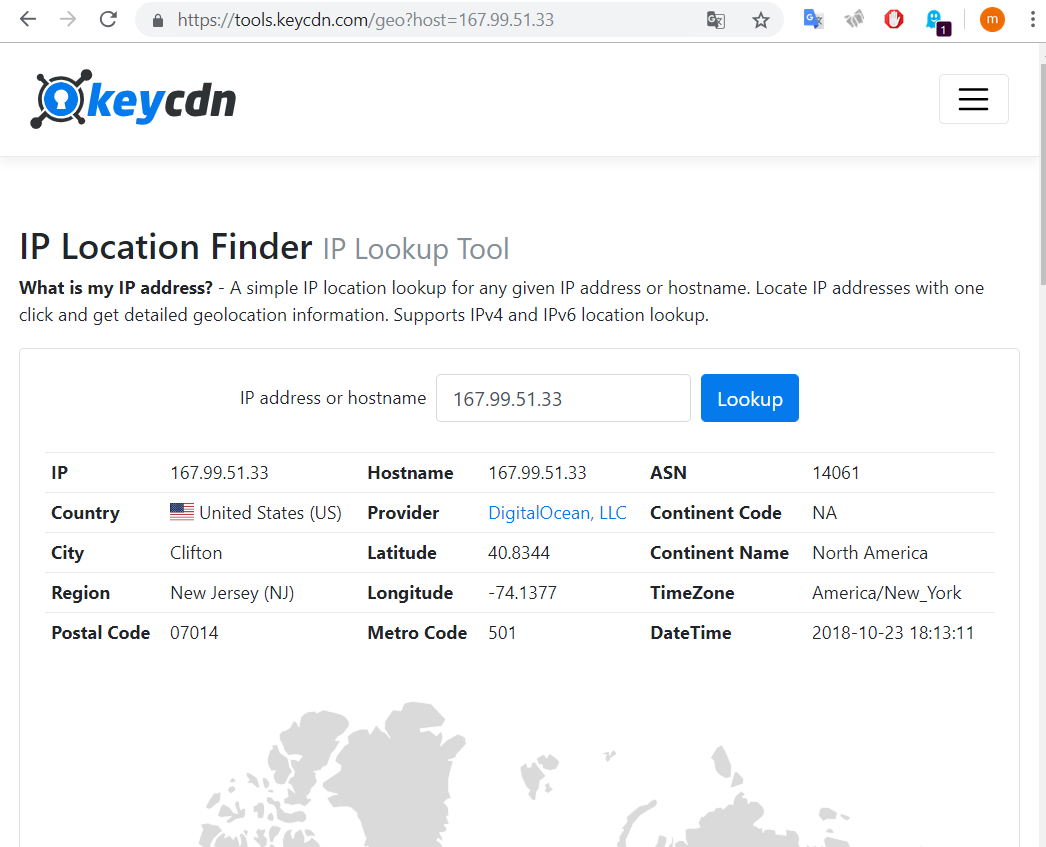 https://tools.keycdn.com/geo?host=167.99.51.33
1
m
keycdn
IP Location Finder IP Lookup Tool
What is my IP address? - A simple IP location lookup for any given IP address or hostname. Locate IP addresses with one
click and get detailed geolocation information. Supports IPv4 and IPv6 location lookup.
IP address or hostname 167.99.51.33 Lookup
IP 167.99.51.33 Hostname 167.99.51.33 ASN 14061
Country United States (US) Provider DigitalOcean, LLC Continent Code NA
City Clifton Latitude 40.8344 Continent Name North America
Region New Jersey (NJ) Longitude -74.1377 TimeZone America/New_York
Postal Code 07014 Metro Code 501 DateTime 2018-10-23 18:13:11